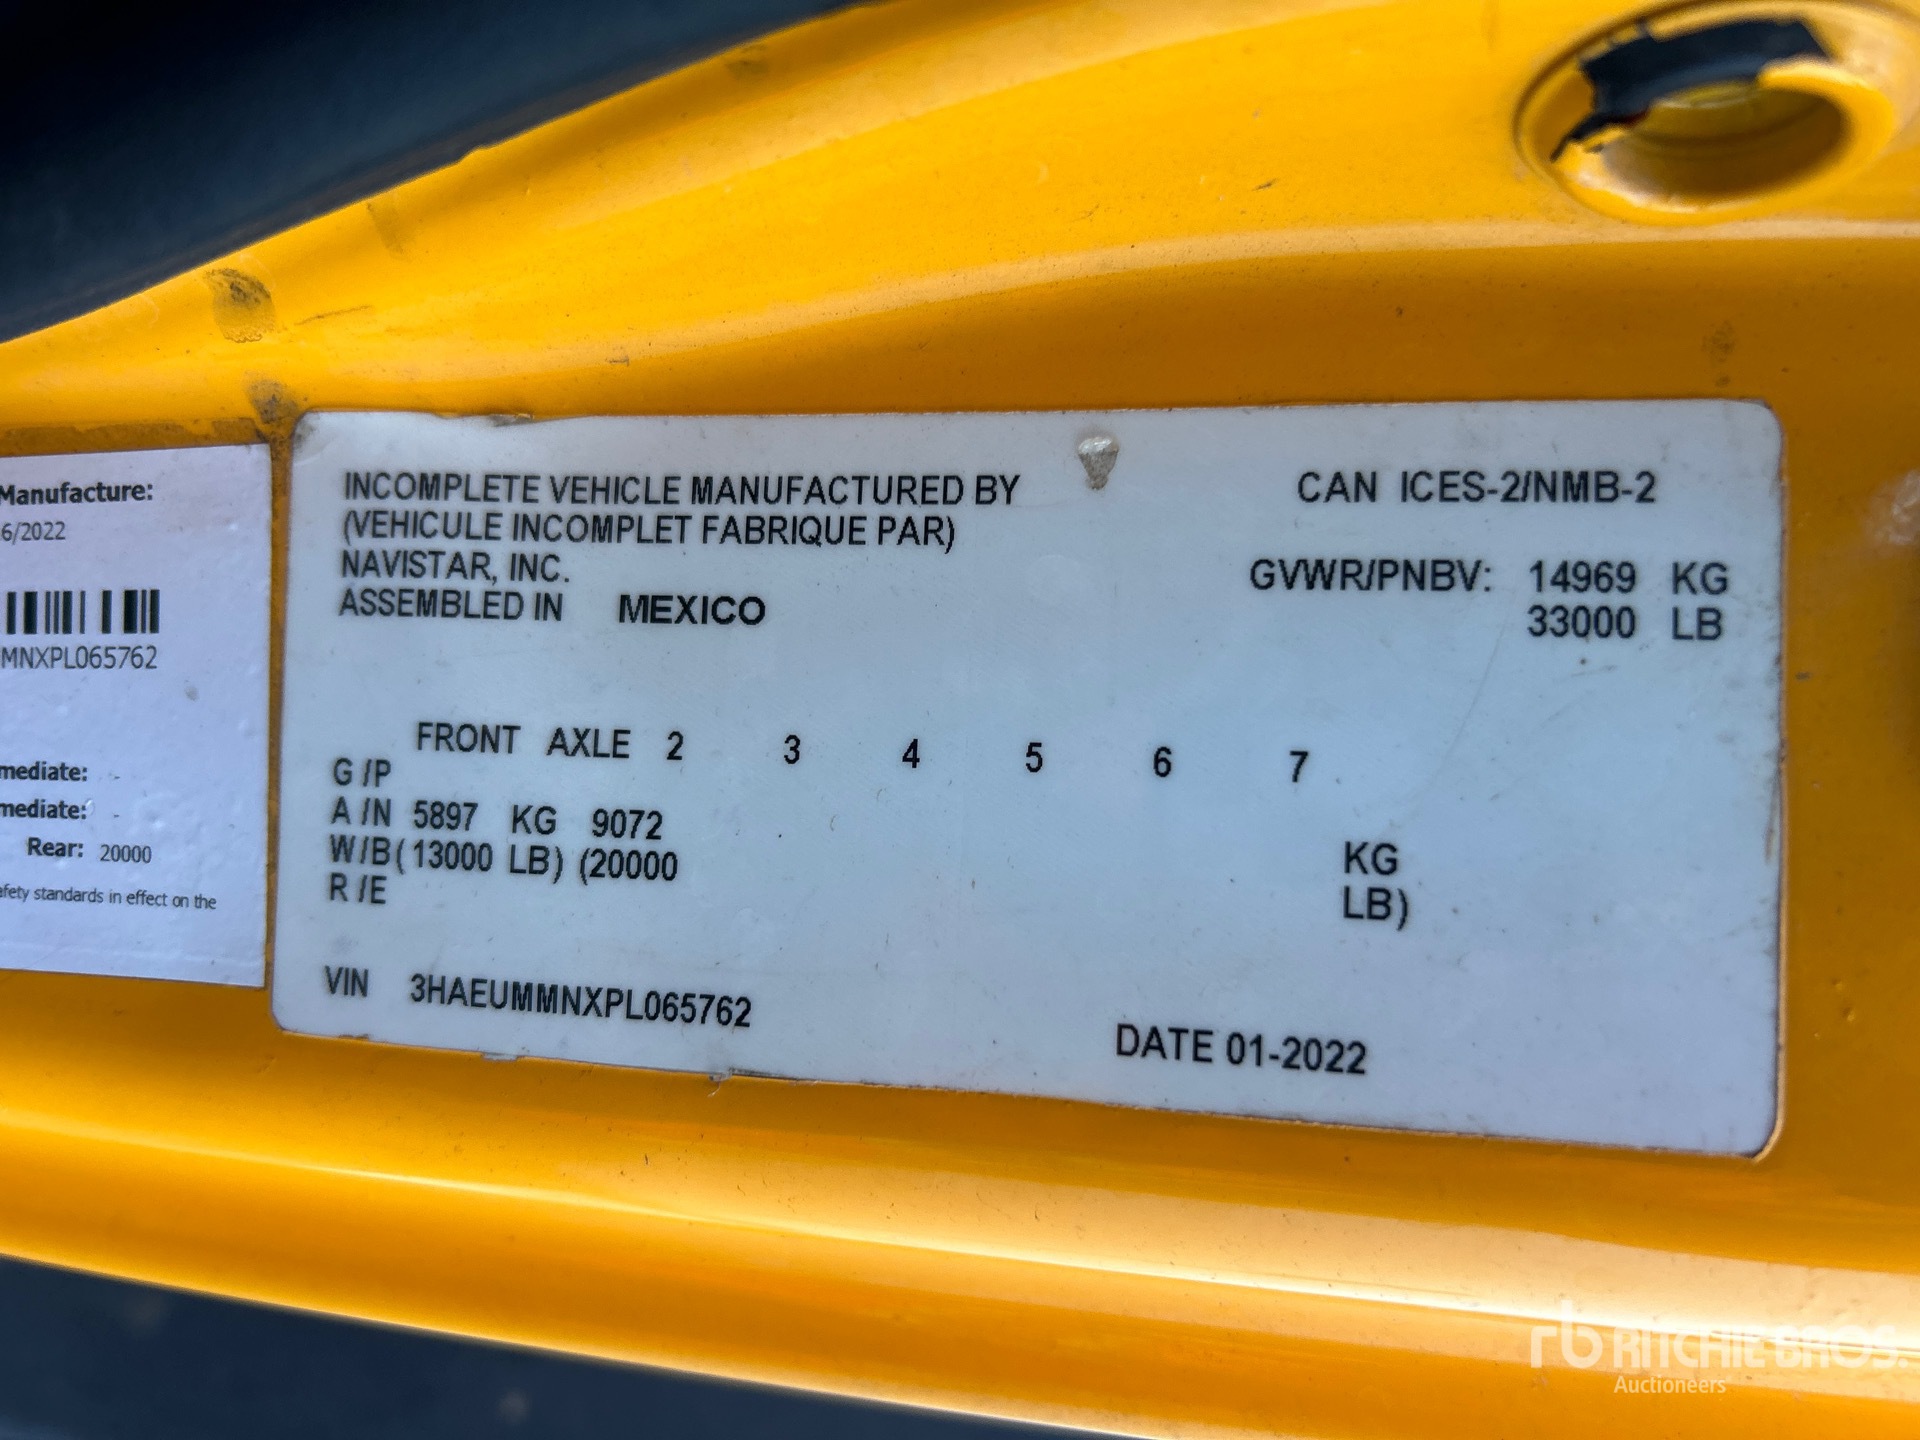 Manufacture:
6/2022
MNXPL065762
mediate: -
mediate: -
Rear: 20000
afety standards in effect on the
INCOMPLETE VEHICLE MANUFACTURED BY
(VEHICULE INCOMPLET FABRIQUE PAR)
NAVISTAR, INC.
ASSEMBLED IN MEXICO
CAN ICES-2/NMB-2
GVWR/PNBV: 14969 KG
33000 LB
FRONT AXLE 2 3 4 5 6 7
G/P
A/N 5897 KG 9072 KG
W/B (13000 LB) (20000 LB)
R/E
VIN 3HAEUMMNXPL065762
DATE 01-2022
rb RITCHIE BROS.
Auctioneers